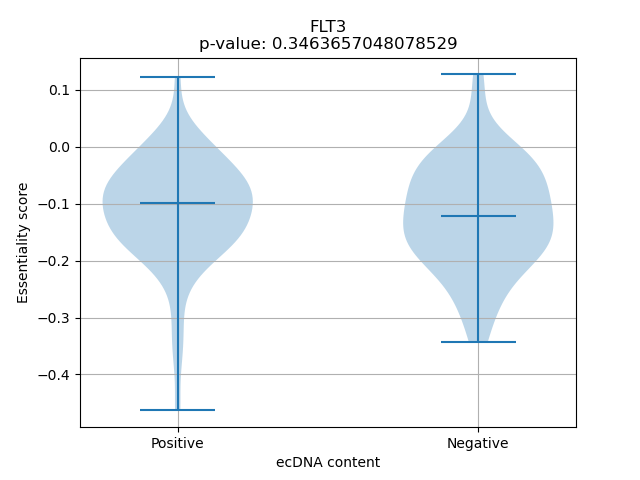 FLT3
p-value: 0.3463657048078529
Essentiality score
0.1
0.0
−0.1
−0.2
−0.3
−0.4
Positive
Negative
ecDNA content